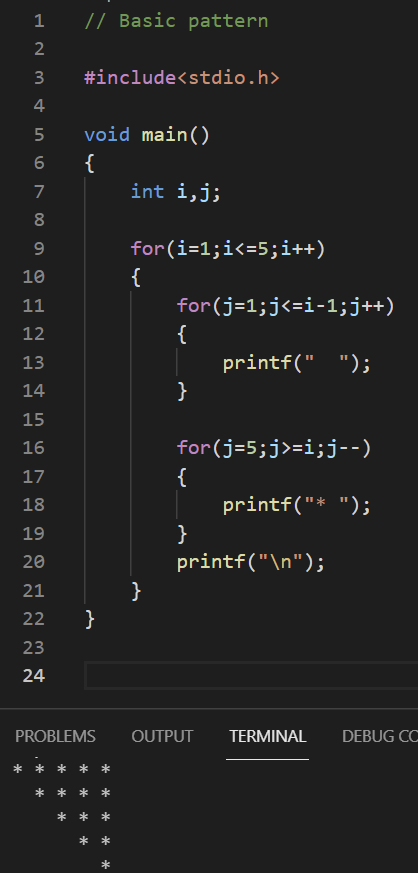 1 // Basic pattern
2
3 #include<stdio.h>
4
5 void main()
6 {
7     int i,j;
8
9     for(i=1;i<=5;i++)
10     {
11         for(j=1;j<=i-1;j++)
12         {
13             printf("  ");
14         }
15
16         for(j=5;j>=i;j--)
17         {
18             printf("* ");
19         }
20         printf("\n");
21     }
22 }
23
24
PROBLEMS OUTPUT TERMINAL DEBUG CO
* * * * *
  * * * *
    * * *
      * *
        *